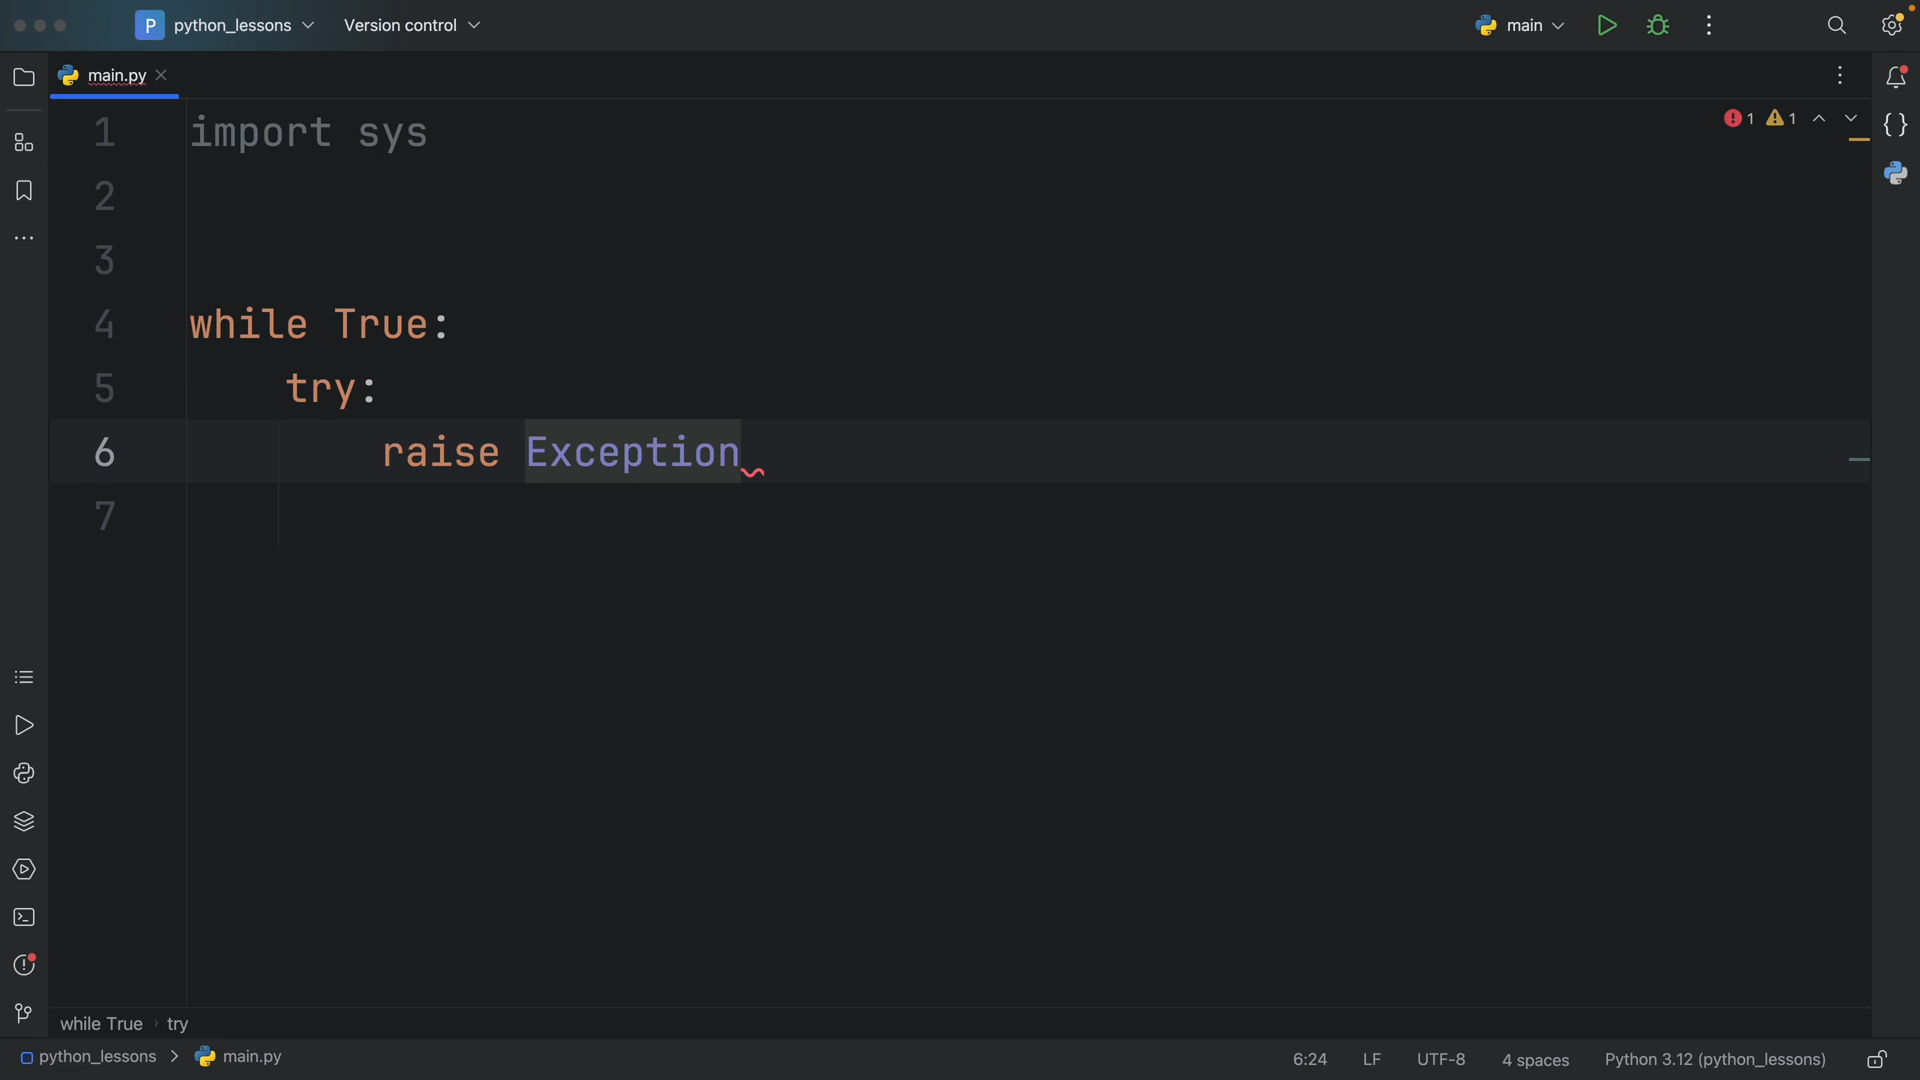 P python_lessons Version control main
main.py
1 import sys
1 1
2
3
4 while True:
5 try:
6 raise Exception
7
while True › try
python_lessons > main.py 6:24 LF UTF-8 4 spaces Python 3.12 (python_lessons)